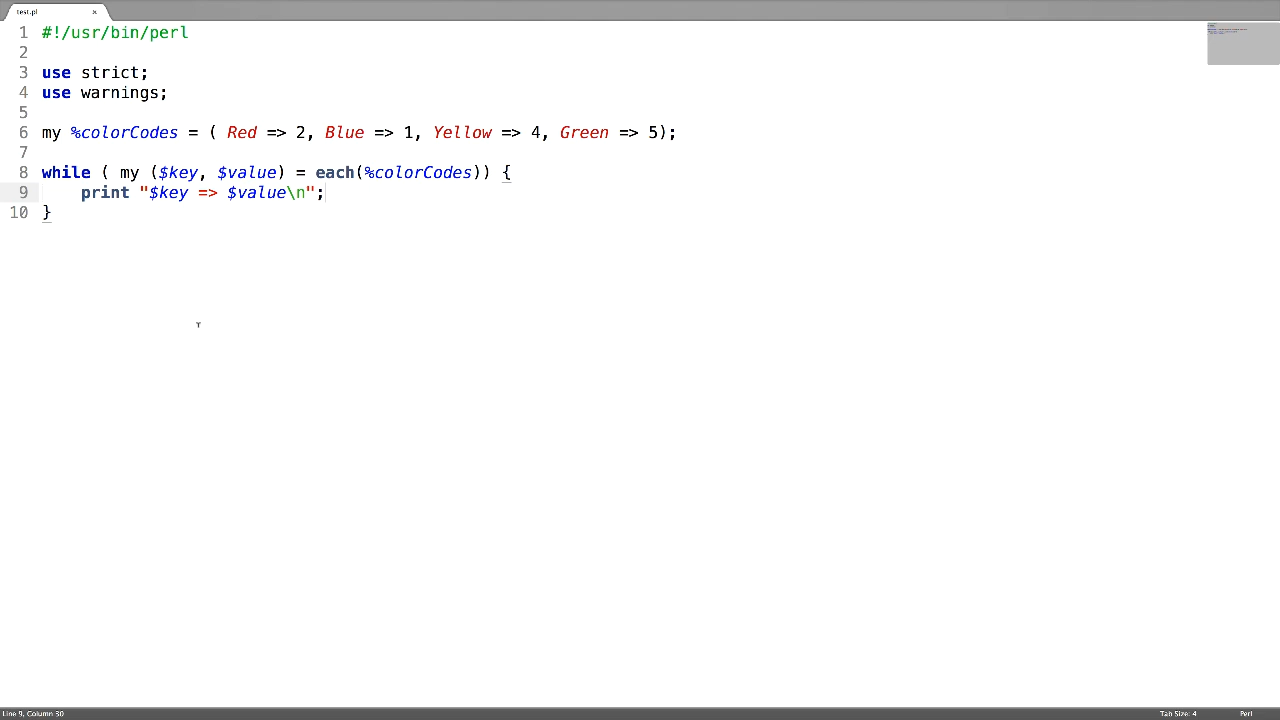 test.pl ×
1 #!/usr/bin/perl
2
3 use strict;
4 use warnings;
5
6 my %colorCodes = ( Red => 2, Blue => 1, Yellow => 4, Green => 5);
7
8 while ( my ($key, $value) = each(%colorCodes)) {
9     print "$key => $value\n";
10 }
Line 9, Column 30 Tab Size: 4 Perl